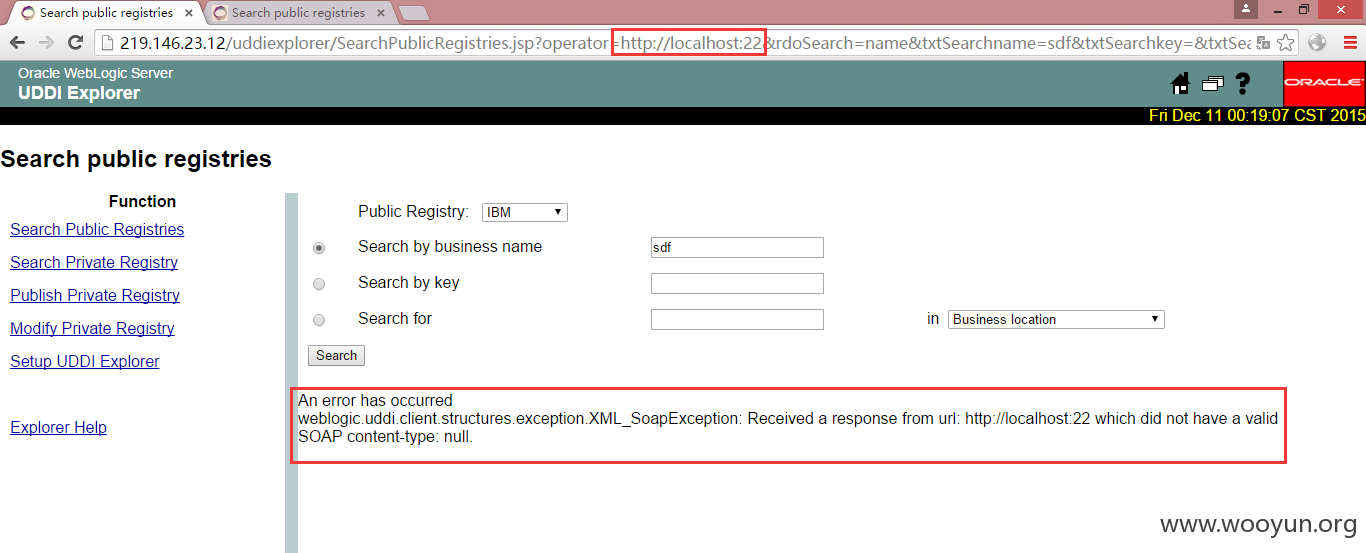 Search public registries
Search public registries
219.146.23.12/uddiexplorer/SearchPublicRegistries.jsp?operator=http://localhost:22&rdoSearch=name&txtSearchname=sdf&txtSearchkey=&txtSea
Oracle WebLogic Server
UDDI Explorer
ORACLE
Fri Dec 11 00:19:07 CST 2015
Search public registries
Function
Search Public Registries
Search Private Registry
Publish Private Registry
Modify Private Registry
Setup UDDI Explorer
Explorer Help
Public Registry: IBM
Search by business name sdf
Search by key
Search for in Business location
Search
An error has occurred
weblogic.uddi.client.structures.exception.XML_SoapException: Received a response from url: http://localhost:22 which did not have a valid
SOAP content-type: null.
www.wooyun.org